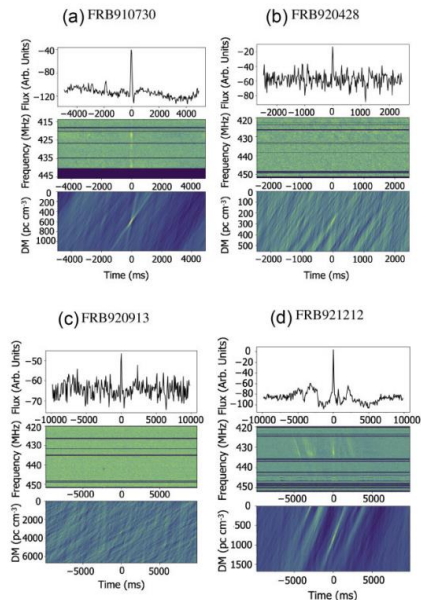 (a) FRB910730
Flux (Arb. Units)
−40
−80
−120
−4000 −2000 0 2000 4000
Frequency (MHz)
415
425
435
445
−4000 −2000 0 2000 4000
DM (pc cm⁻³)
0
200
400
600
800
1000
−4000 −2000 0 2000 4000
Time (ms)
(b) FRB920428
Flux (Arb. Units)
−20
−40
−60
−80
−2000 −1000 0 1000 2000
Frequency (MHz)
420
430
440
450
−2000 −1000 0 1000 2000
DM (pc cm⁻³)
0
100
200
300
400
500
−2000 −1000 0 1000 2000
Time (ms)
(c) FRB920913
Flux (Arb. Units)
−50
−60
−70
−10000 −5000 0 5000 10000
Frequency (MHz)
420
430
440
450
−5000 0 5000
DM (pc cm⁻³)
0
2000
4000
6000
−5000 0 5000
Time (ms)
(d) FRB921212
Flux (Arb. Units)
0
−20
−40
−60
−80
−100
−10000 −5000 0 5000 10000
Frequency (MHz)
420
430
440
450
−5000 0 5000
DM (pc cm⁻³)
0
500
1000
1500
−5000 0 5000
Time (ms)